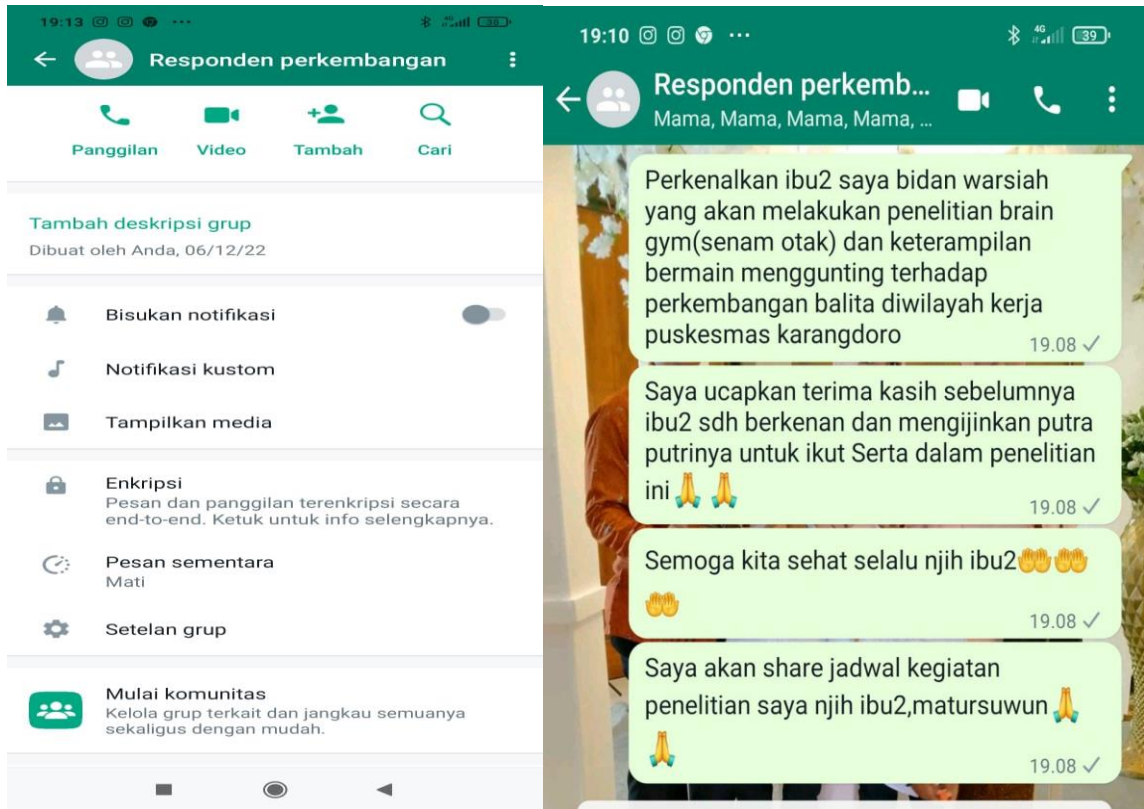 19:13
36
Responden perkembangan
Panggilan
Video
Tambah
Cari
Tambah deskripsi grup
Dibuat oleh Anda, 06/12/22
Bisukan notifikasi
Notifikasi kustom
Tampilkan media
Enkripsi
Pesan dan panggilan terenkripsi secara
end-to-end. Ketuk untuk info selengkapnya.
Pesan sementara
Mati
Setelan grup
Mulai komunitas
Kelola grup terkait dan jangkau semuanya
sekaligus dengan mudah.
19:10 ...
4G 39
Responden perkemb...
Mama, Mama, Mama, Mama, ...
Perkenalkan ibu2 saya bidan warsiah
yang akan melakukan penelitian brain
gym(senam otak) dan keterampilan
bermain menggunting terhadap
perkembangan balita diwilayah kerja
puskesmas karangdoro
19.08
Saya ucapkan terima kasih sebelumnya
ibu2 sdh berkenan dan mengijinkan putra
putrinya untuk ikut Serta dalam penelitian
ini🙏🙏
19.08
Semoga kita sehat selalu njih ibu2🤲🤲
🤲
19.08
Saya akan share jadwal kegiatan
penelitian saya njih ibu2,matursuwun🙏
🙏
19.08